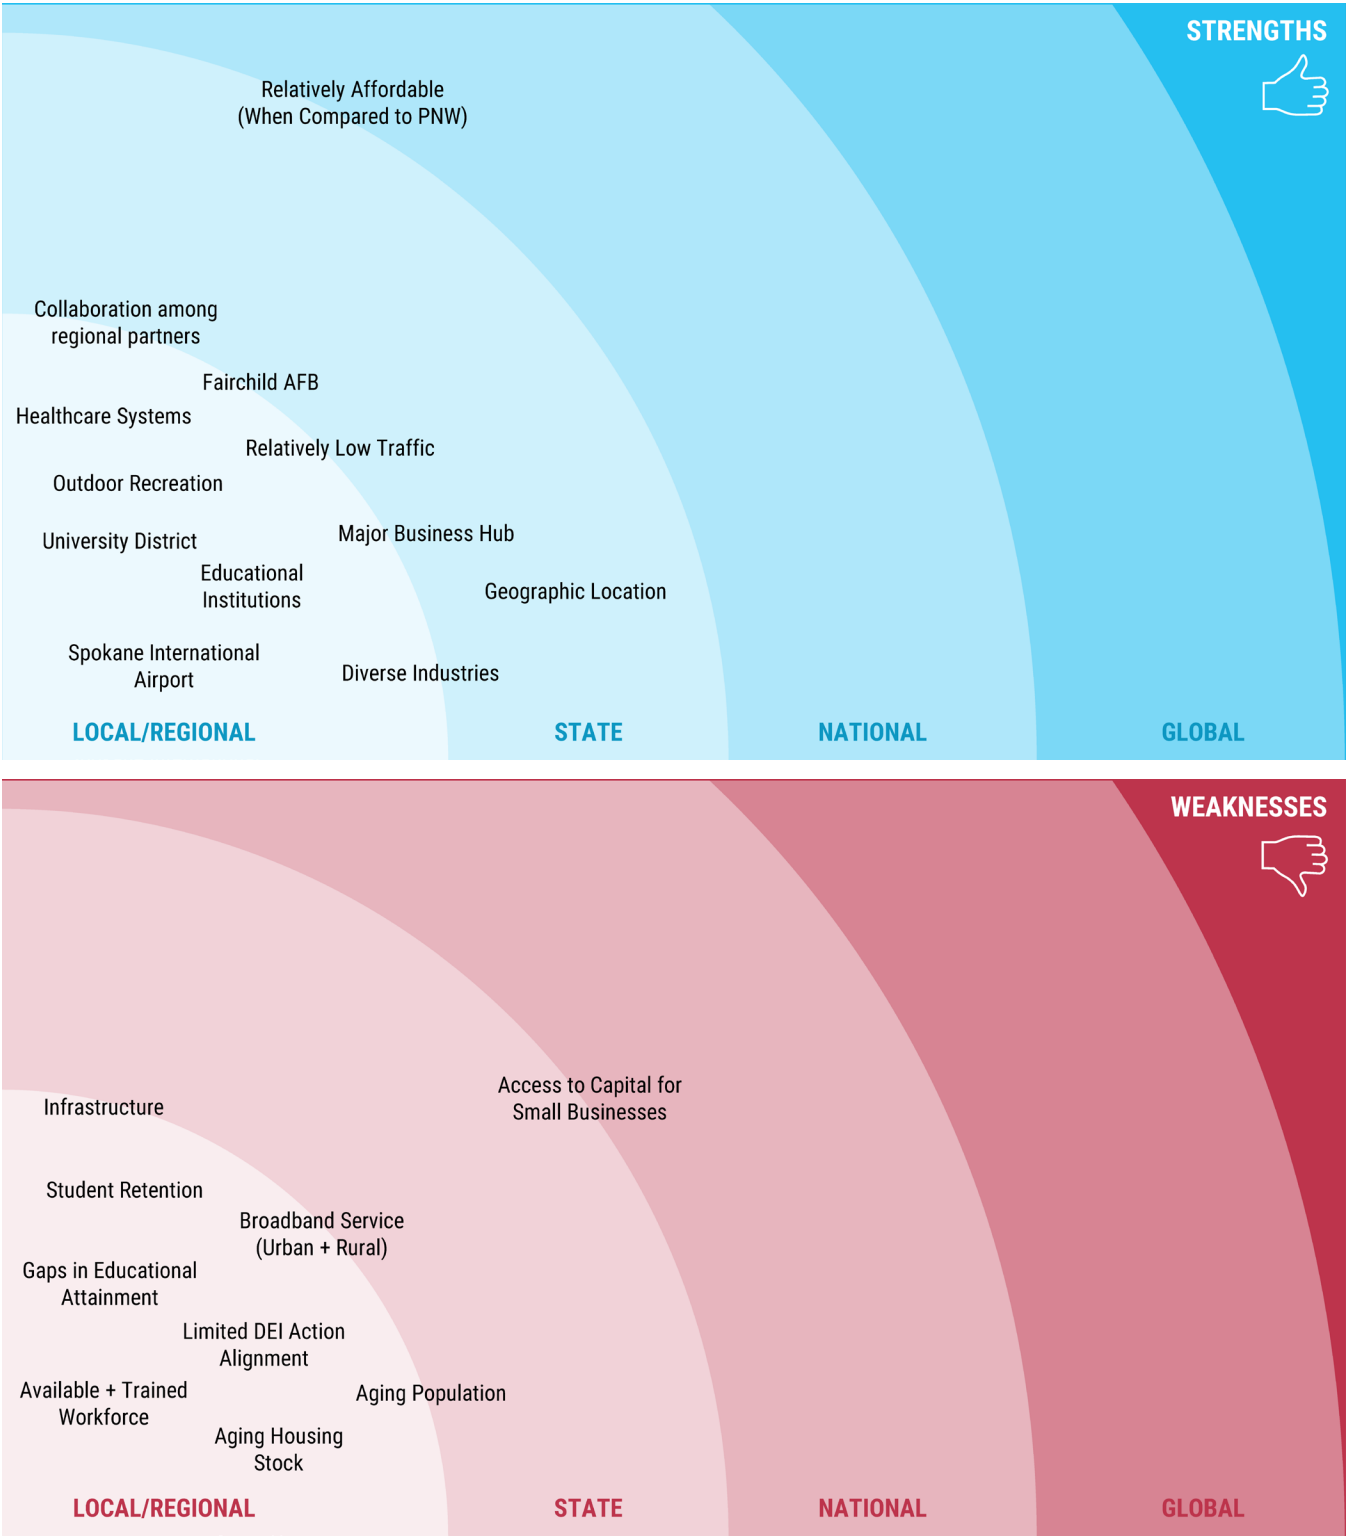 STRENGTHS
Relatively Affordable
(When Compared to PNW)
Collaboration among
regional partners
Fairchild AFB
Healthcare Systems
Relatively Low Traffic
Outdoor Recreation
Major Business Hub
University District
Educational
Institutions
Geographic Location
Spokane International
Airport
Diverse Industries
LOCAL/REGIONAL
STATE
NATIONAL
GLOBAL
WEAKNESSES
Access to Capital for
Small Businesses
Infrastructure
Student Retention
Broadband Service
(Urban + Rural)
Gaps in Educational
Attainment
Limited DEI Action
Alignment
Available + Trained
Workforce
Aging Population
Aging Housing
Stock
LOCAL/REGIONAL
STATE
NATIONAL
GLOBAL